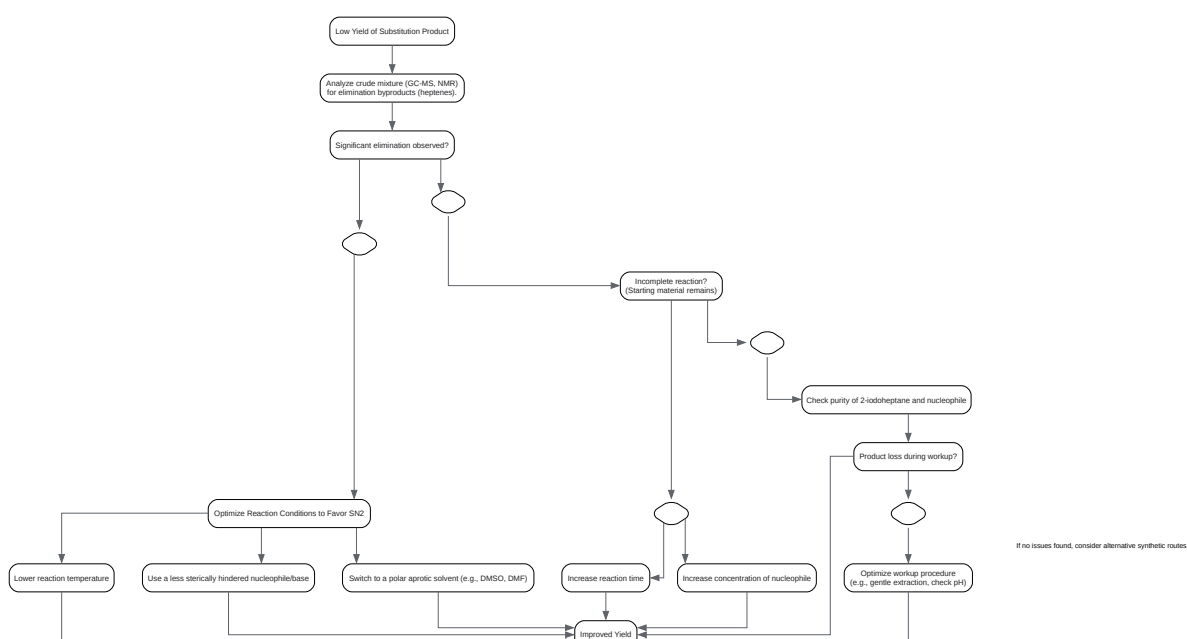 Low Yield of Substitution Product
Analyze crude mixture (GC-MS, NMR)
for elimination byproducts (heptenes).
Significant elimination observed?
Incomplete reaction?
(Starting material remains)
Check purity of 2-iodoheptane and nucleophile
Product loss during workup?
Optimize Reaction Conditions to Favor SN2
If no issues found, consider alternative synthetic routes
Lower reaction temperature
Use a less sterically hindered nucleophile/base
Switch to a polar aprotic solvent (e.g., DMSO, DMF)
Increase reaction time
Increase concentration of nucleophile
Optimize workup procedure
(e.g., gentle extraction, check pH)
Improved Yield